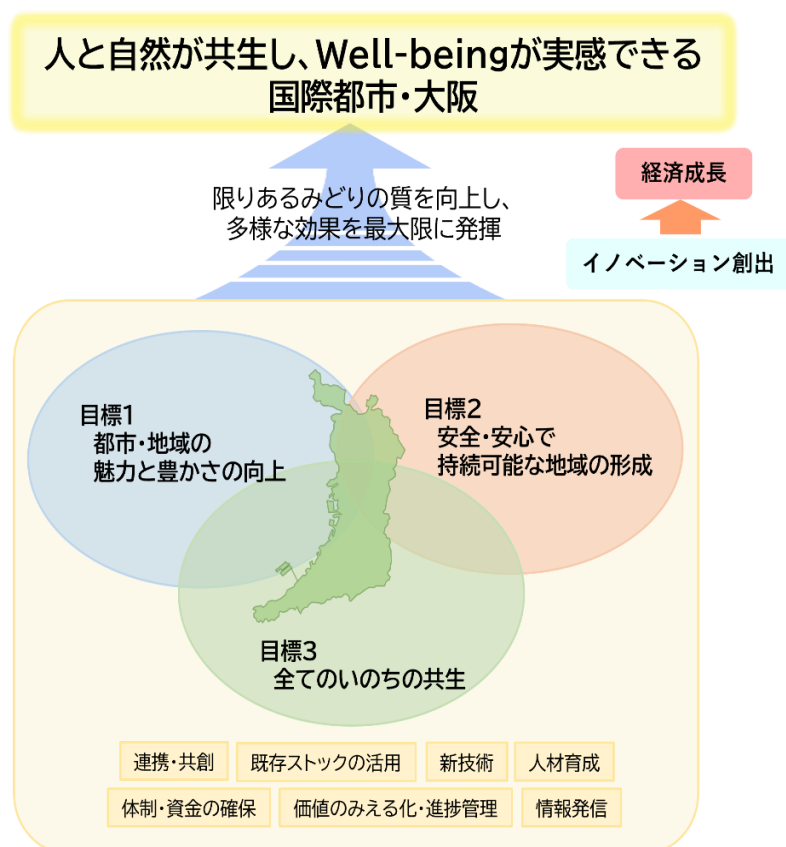 人と自然が共生し、Well-beingが実感できる
国際都市・大阪
限りあるみどりの質を向上し、
多様な効果を最大限に発揮
経済成長
イノベーション創出
目標1
都市・地域の
魅力と豊かさの向上
目標2
安全・安心で
持続可能な地域の形成
目標3
全てのいのちの共生
連携・共創
既存ストックの活用
新技術
人材育成
体制・資金の確保
価値のみえる化・進捗管理
情報発信